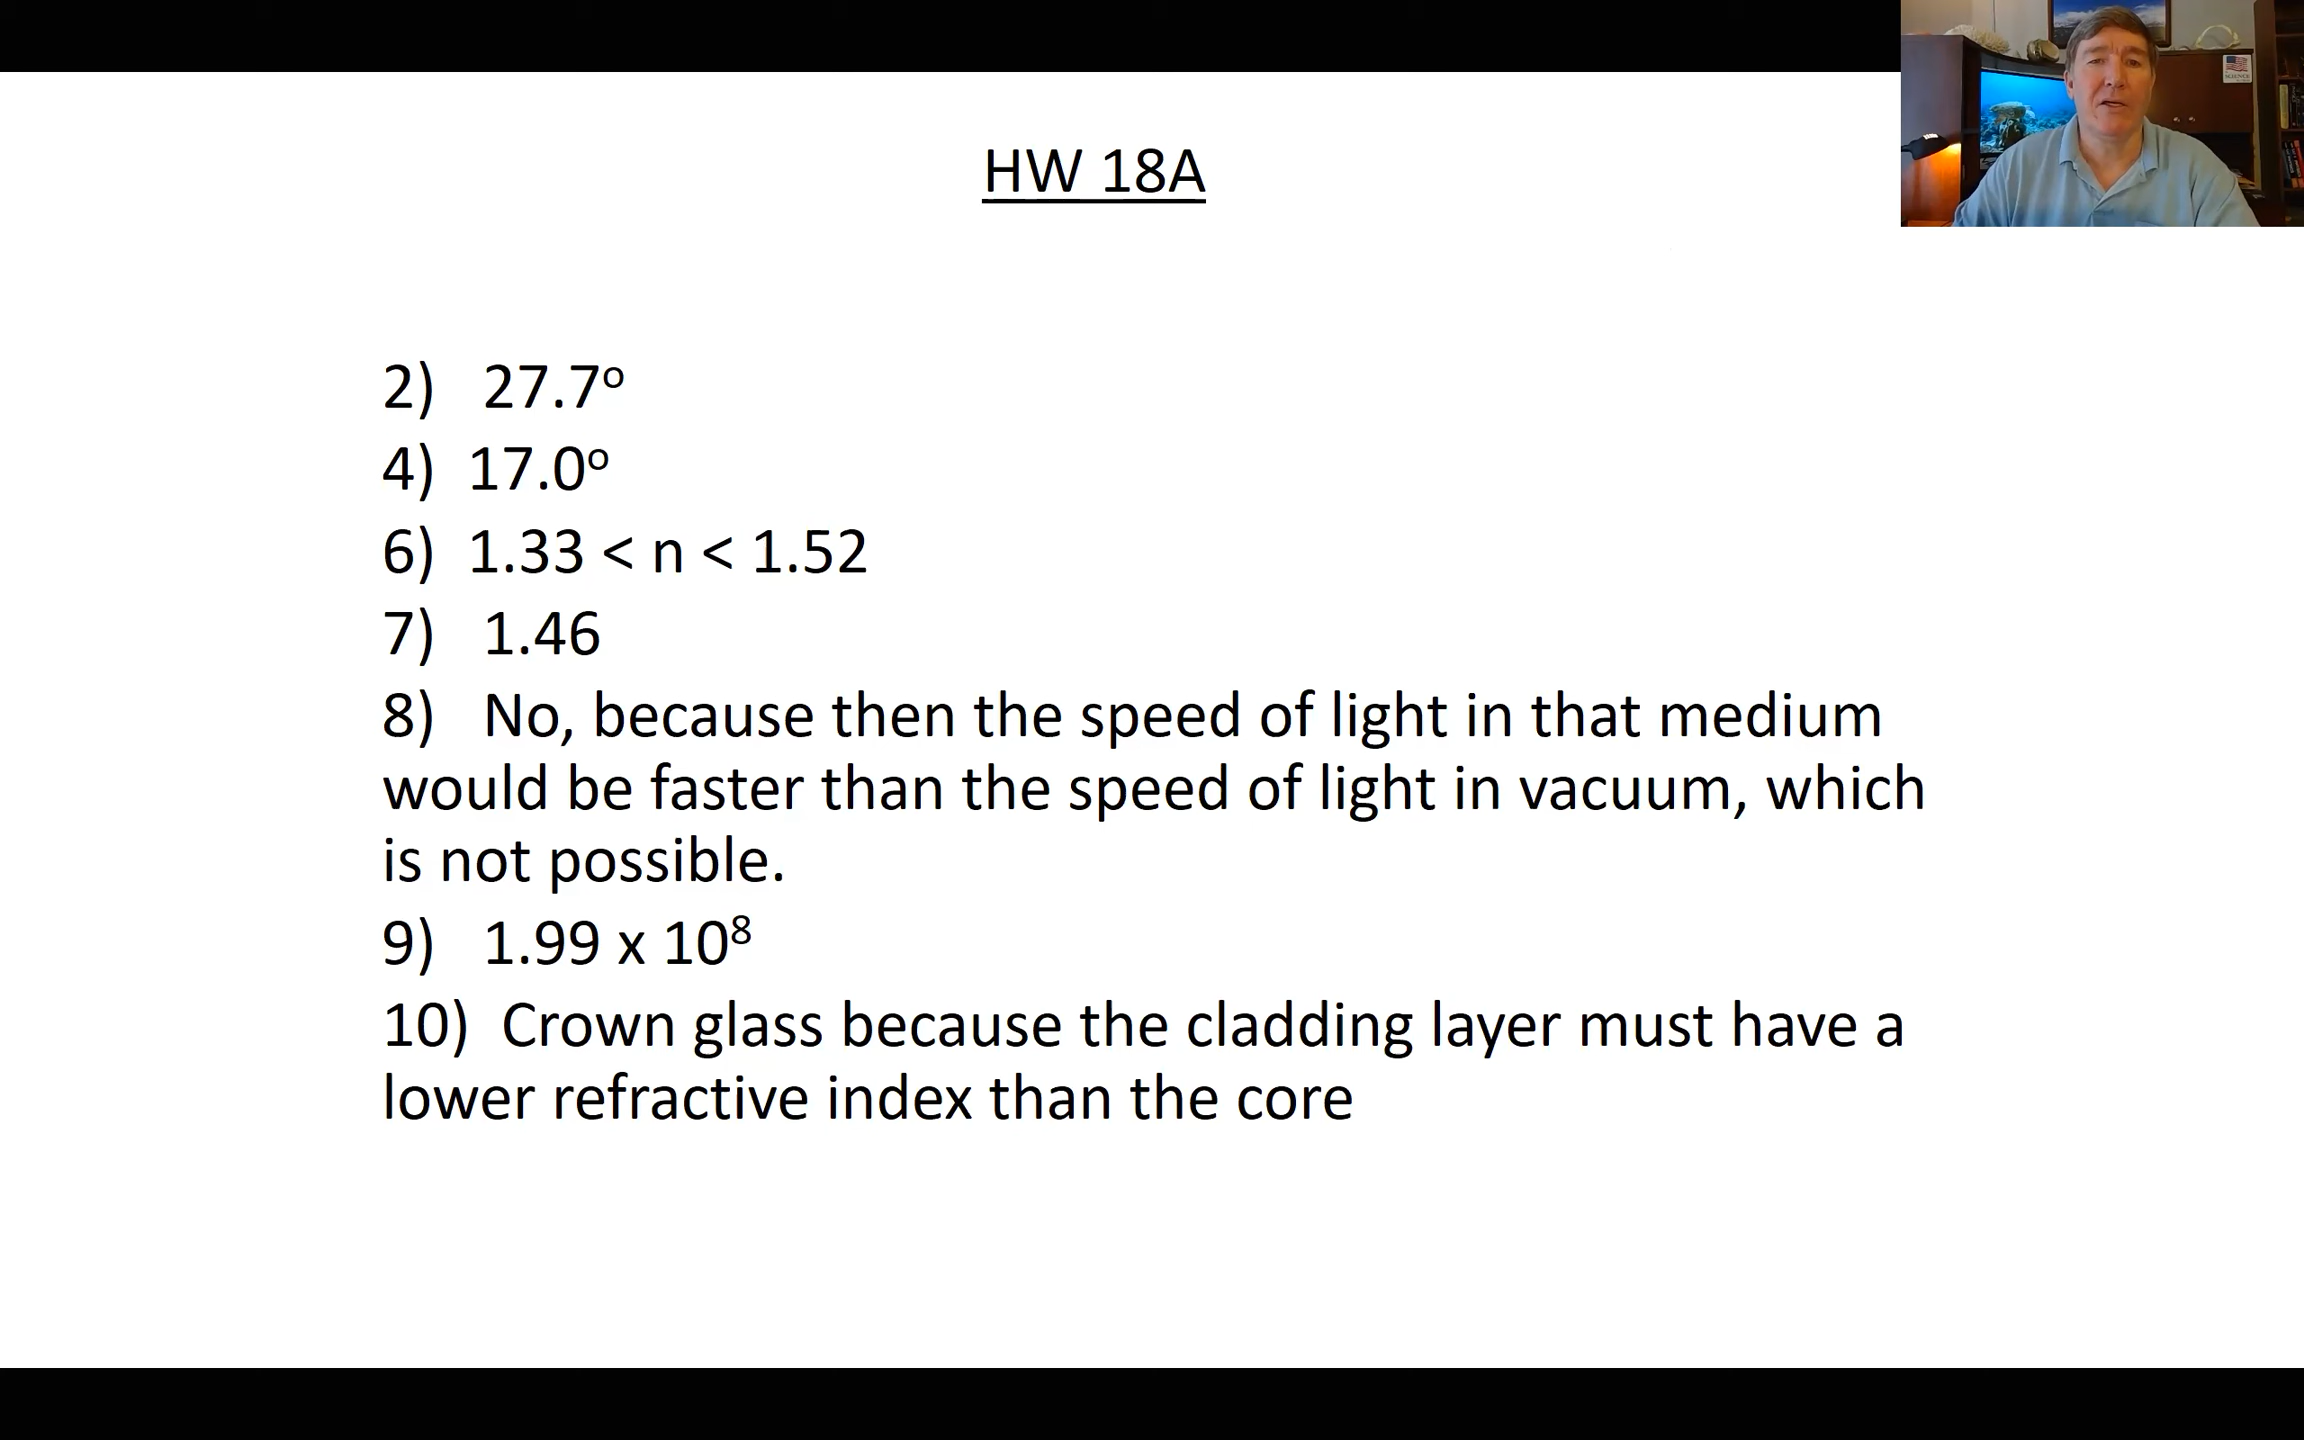 HW 18A
2) 27.7°
4) 17.0°
6) 1.33 < n < 1.52
7) 1.46
8) No, because then the speed of light in that medium
would be faster than the speed of light in vacuum, which
is not possible.
9) 1.99 x 10⁸
10) Crown glass because the cladding layer must have a
lower refractive index than the core
SCIENCE